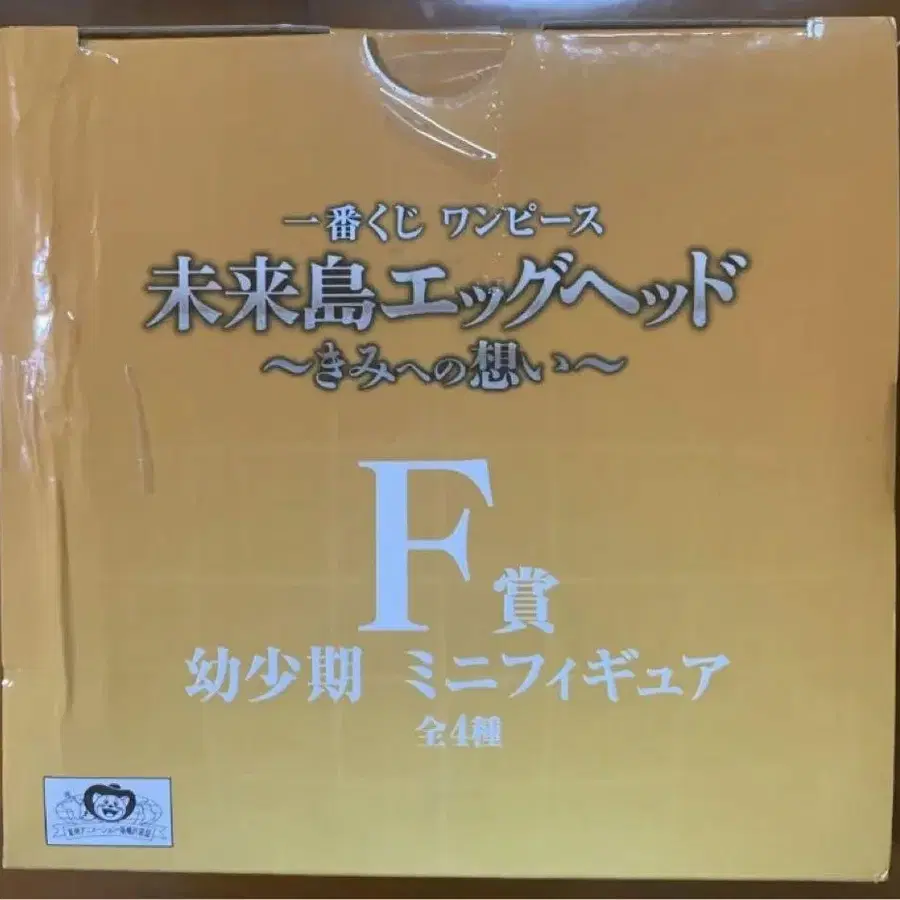 一番くじ ワンピース
未来島エッグヘッド
～きみへの想い～
F賞
幼少期 ミニフィギュア
全4種